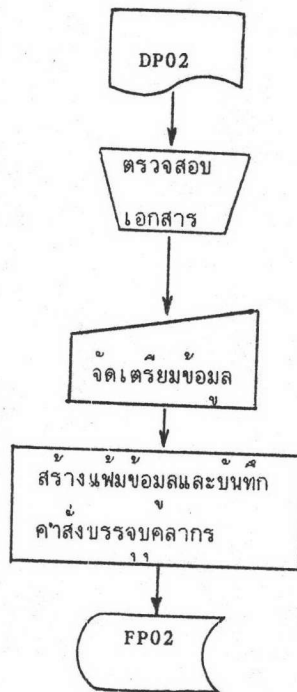 DP02
ตรวจสอบ
เอกสาร
จัดเตรียมข้อมูล
สร้างแฟ้มข้อมูลและบันทึก
คำสั่งบรรจุบุคลากร
FP02